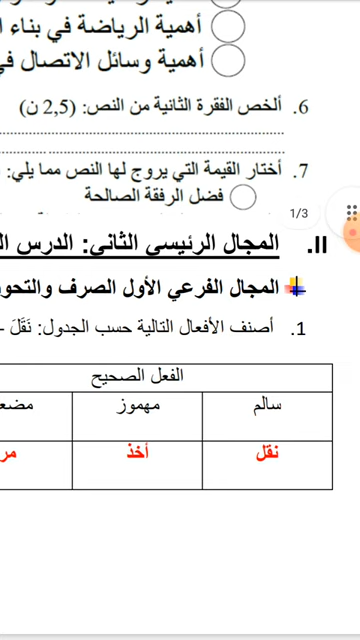 أهمية الرياضة في بناء
أهمية وسائل الاتصال في
6. ألخص الفقرة الثانية من النص: (2,5 ن)
7. أختار القيمة التي يروج لها النص مما يلي:
فضل الرفقة الصالحة
1/3
II. المجال الرئيسي الثاني: الدرس
المجال الفرعي الأول الصرف والتحو
1. أصنف الأفعال التالية حسب الجدول: نَقَلَ -
الفعل الصحيح
سالم مهموز مضع
نقل أخذ مر